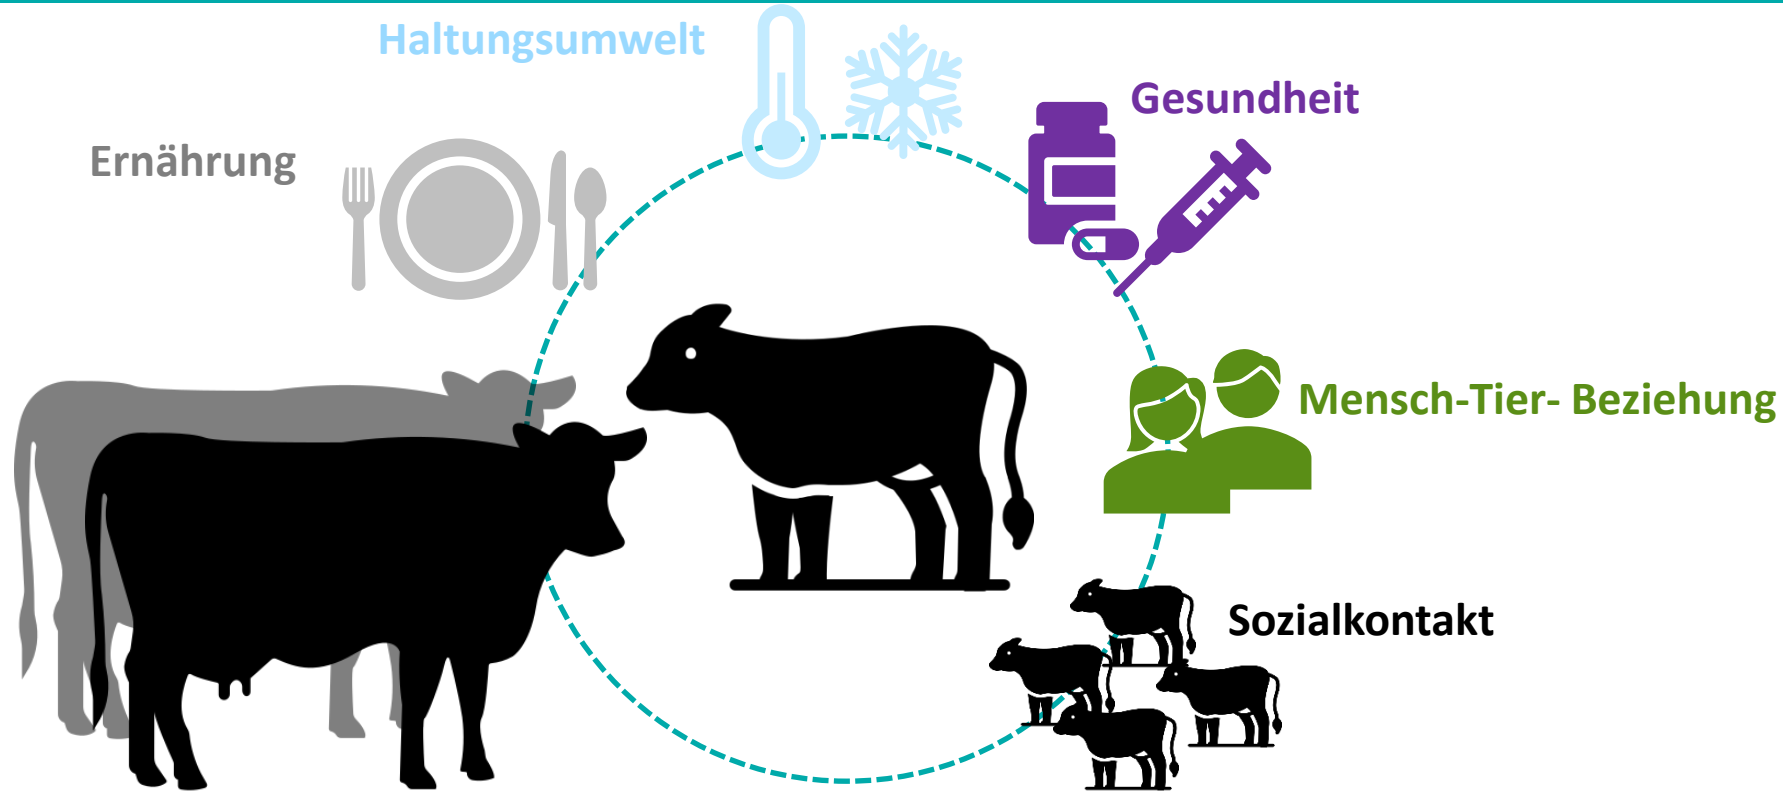 Haltungsumwelt
Gesundheit
Ernährung
Mensch-Tier- Beziehung
Sozialkontakt